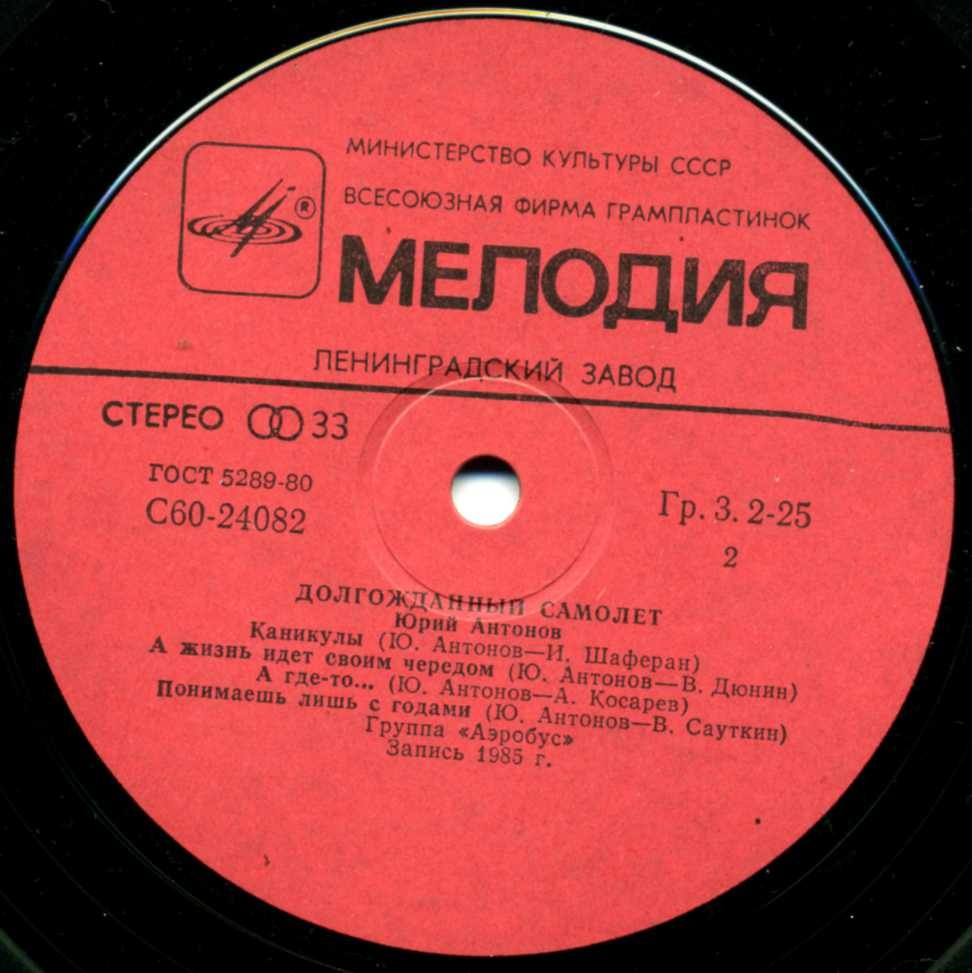 МИНИСТЕРСТВО КУЛЬТУРЫ СССР
ВСЕСОЮЗНАЯ ФИРМА ГРАМПЛАСТИНОК
®
МЕЛОДИЯ
ЛЕНИНГРАДСКИЙ ЗАВОД
СТЕРЕО 33
ГОСТ 5289-80
С60-24082
Гр. 3. 2-25
2
ДОЛГОЖДАННЫЙ САМОЛЕТ
Юрий Антонов
Каникулы (Ю. Антонов—И. Шаферан)
А жизнь идет своим чередом (Ю. Антонов—В. Дюнин)
А где-то... (Ю. Антонов—А. Косарев)
Понимаешь лишь с годами (Ю. Антонов—В. Сауткин)
Группа «Аэробус»
Запись 1985 г.